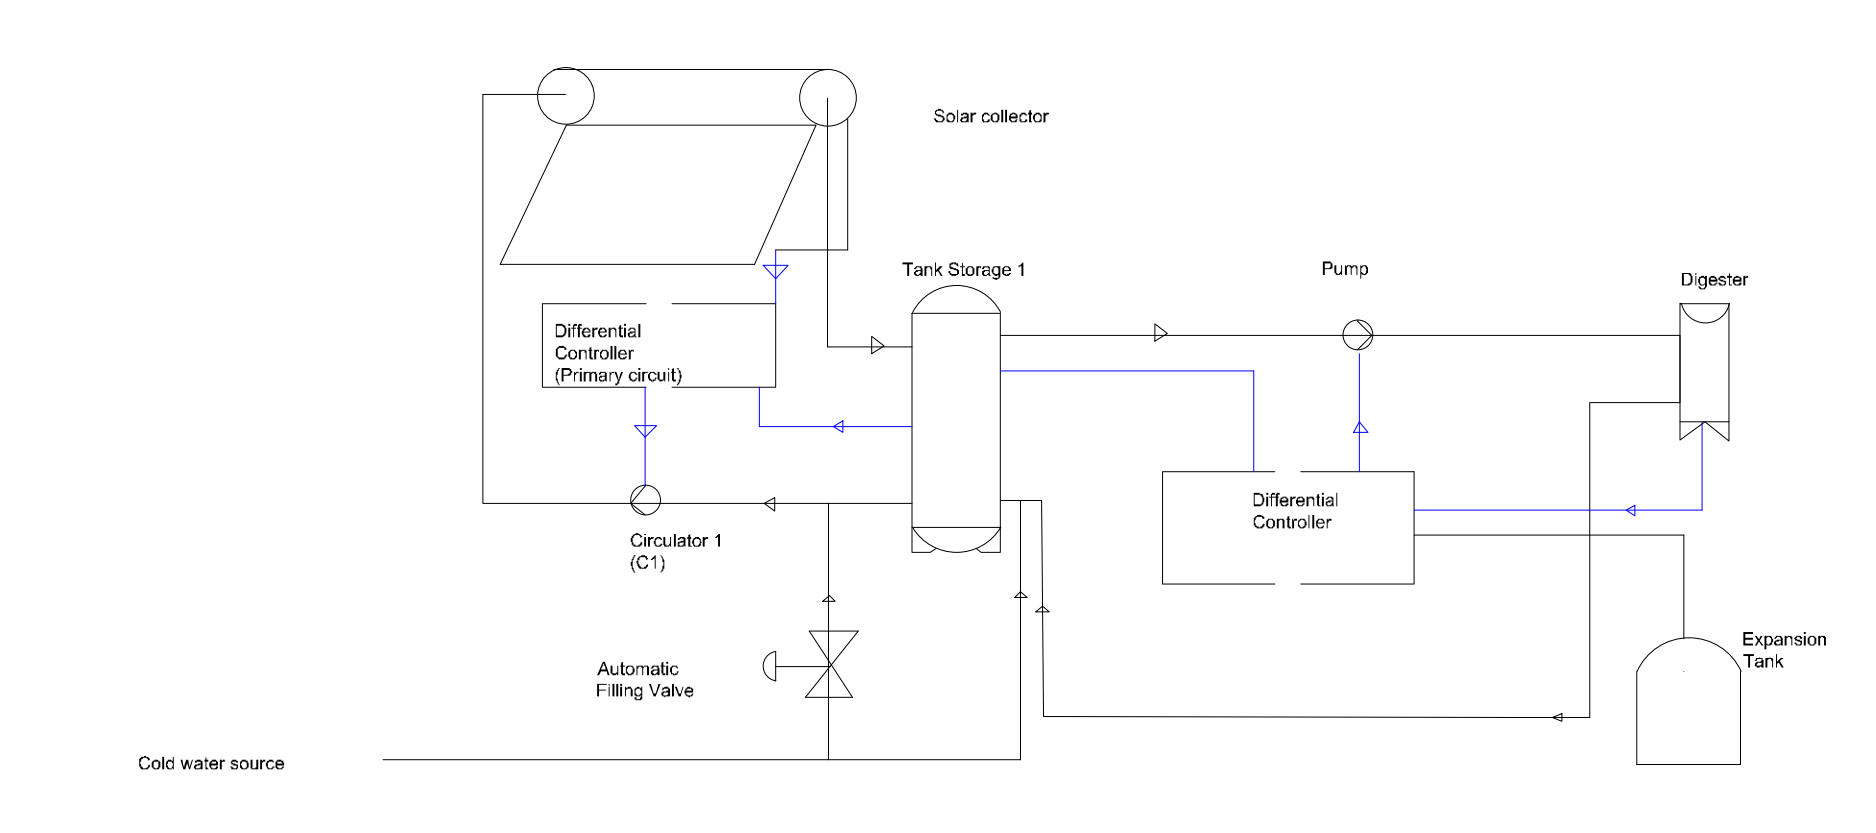 Solar collector
Tank Storage 1
Pump
Digester
Differential
Controller
(Primary circuit)
Differential
Controller
Circulator 1
(C1)
Expansion
Tank
Automatic
Filling Valve
Cold water source